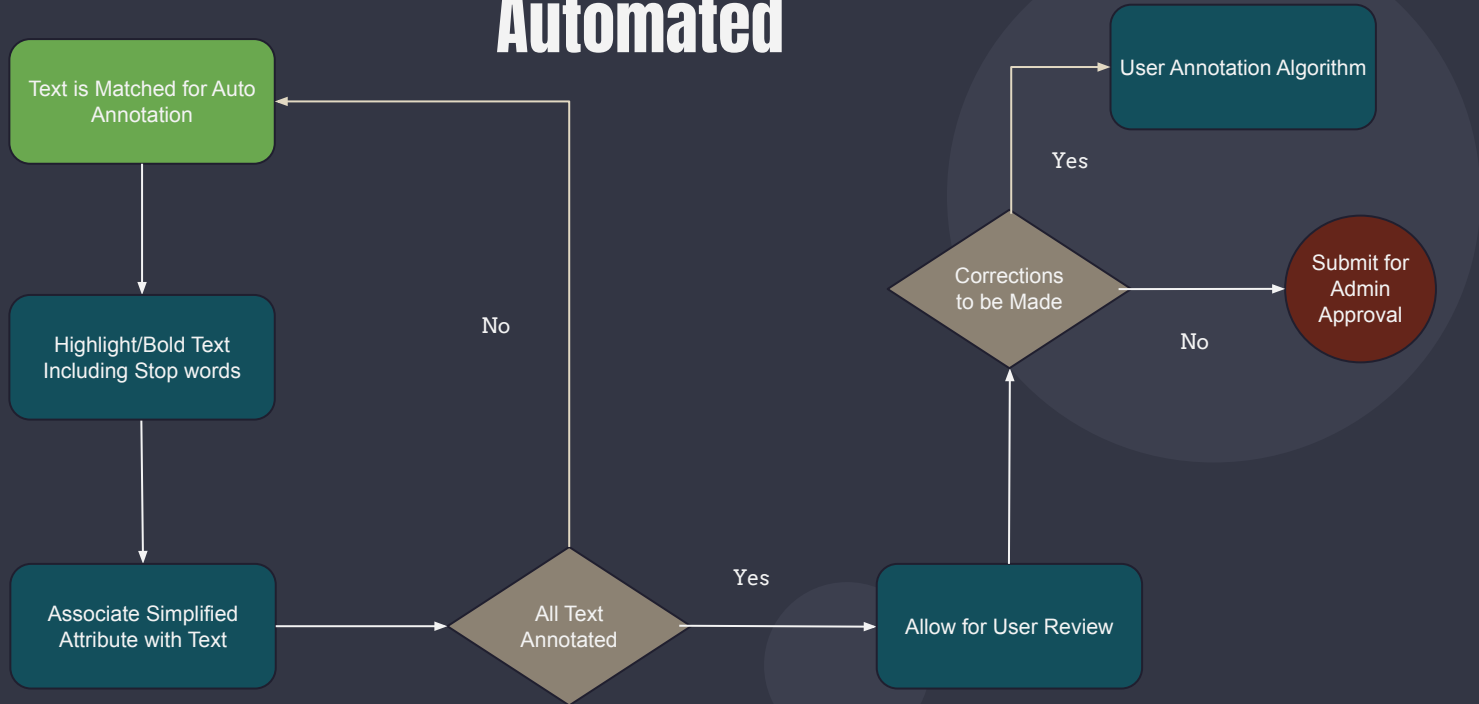 Automated
Text is Matched for Auto
Annotation
Highlight/Bold Text
Including Stop words
Associate Simplified
Attribute with Text
No
All Text
Annotated
Yes
Allow for User Review
Corrections
to be Made
Yes
User Annotation Algorithm
No
Submit for
Admin
Approval